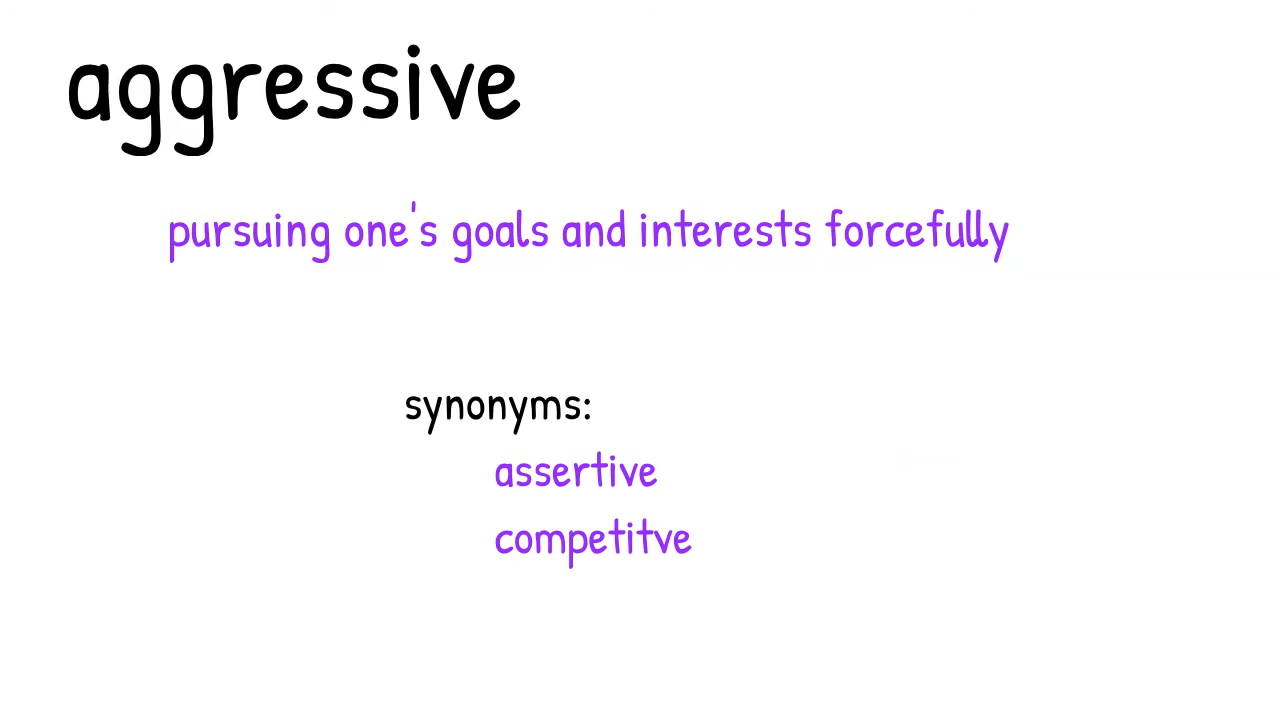 aggressive
pursuing one's goals and interests forcefully
synonyms:
assertive
competitve